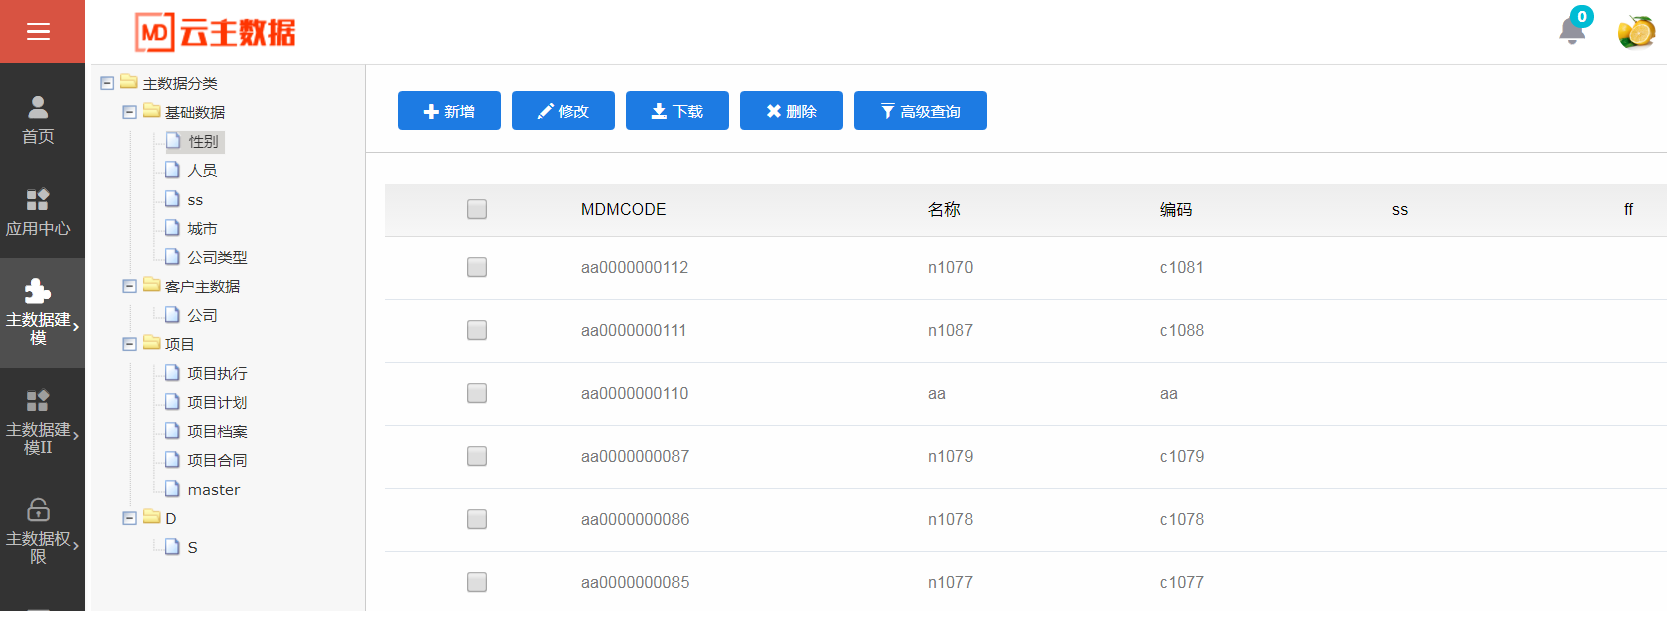 MD 云主数据
0
首页
应用中心
主数据建
模
主数据建
模II
主数据权
限
主数据分类
基础数据
性别
人员
ss
城市
公司类型
客户主数据
公司
项目
项目执行
项目计划
项目档案
项目合同
master
D
S
新增 修改 下载 删除 高级查询
MDMCODE 名称 编码 ss ff
aa0000000112 n1070 c1081
aa0000000111 n1087 c1088
aa0000000110 aa aa
aa0000000087 n1079 c1079
aa0000000086 n1078 c1078
aa0000000085 n1077 c1077